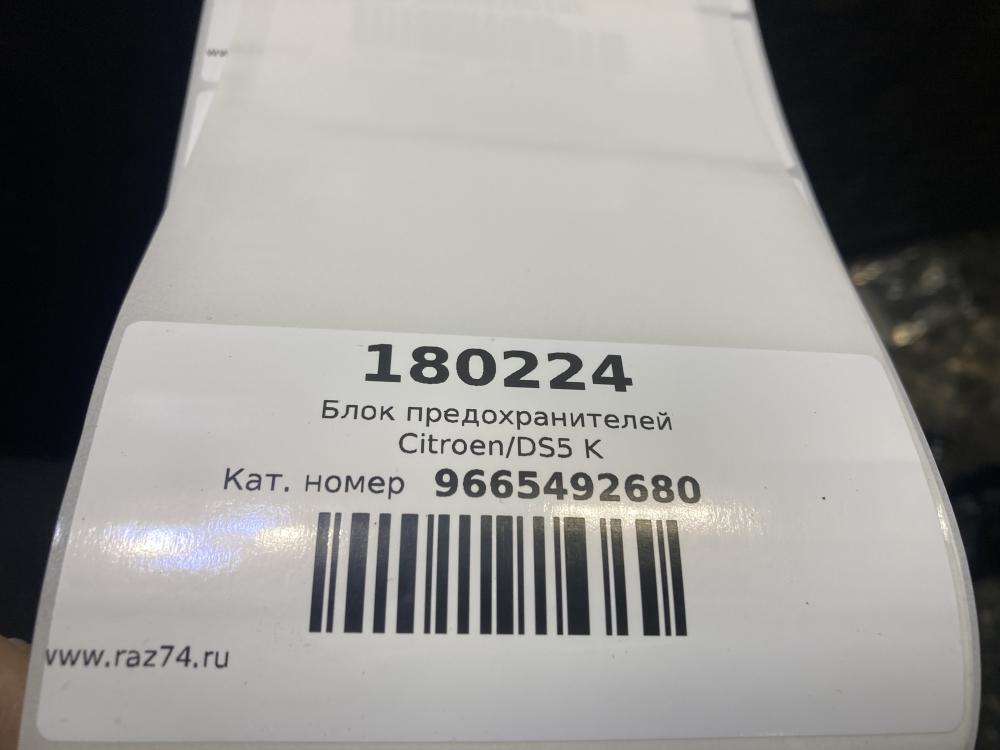 180224
Блок предохранителей
Citroen/DS5 K
Кат. номер 9665492680
www.raz74.ru